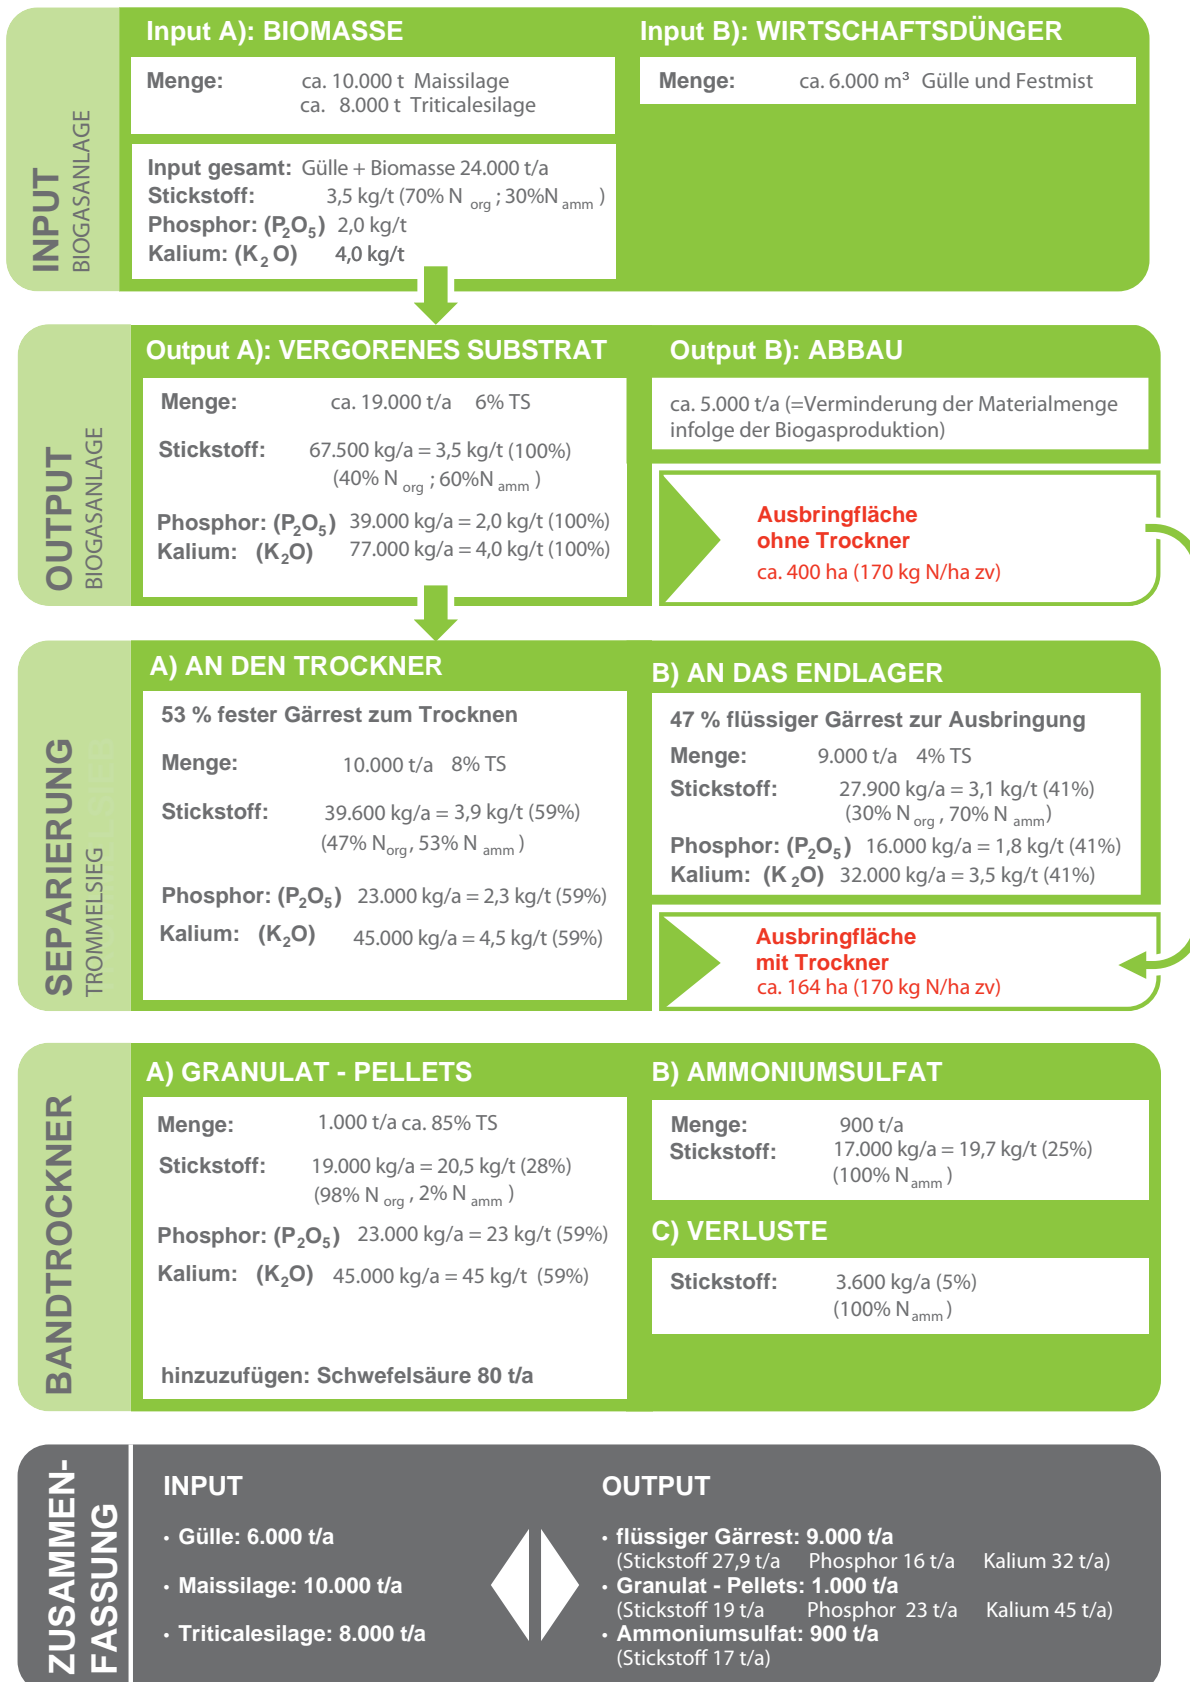 INPUT
BIOGASANLAGE
Input A): BIOMASSE
Menge: ca. 10.000 t Maissilage
ca. 8.000 t Triticalesilage
Input gesamt: Gülle + Biomasse 24.000 t/a
Stickstoff: 3,5 kg/t (70% N org ; 30%N amm )
Phosphor: (P2O5) 2,0 kg/t
Kalium: (K2 O) 4,0 kg/t
Input B): WIRTSCHAFTSDÜNGER
Menge: ca. 6.000 m³ Gülle und Festmist
OUTPUT
BIOGASANLAGE
Output A): VERGORENES SUBSTRAT
Menge: ca. 19.000 t/a 6% TS
Stickstoff: 67.500 kg/a = 3,5 kg/t (100%)
(40% N org ; 60%N amm )
Phosphor: (P2O5) 39.000 kg/a = 2,0 kg/t (100%)
Kalium: (K2O) 77.000 kg/a = 4,0 kg/t (100%)
Output B): ABBAU
ca. 5.000 t/a (=Verminderung der Materialmenge
infolge der Biogasproduktion)
Ausbringfläche
ohne Trockner
ca. 400 ha (170 kg N/ha zv)
SEPARIERUNG
TROMMELSIEG
A) AN DEN TROCKNER
53 % fester Gärrest zum Trocknen
Menge: 10.000 t/a 8% TS
Stickstoff: 39.600 kg/a = 3,9 kg/t (59%)
(47% Norg, 53% N amm )
Phosphor: (P2O5) 23.000 kg/a = 2,3 kg/t (59%)
Kalium: (K2O) 45.000 kg/a = 4,5 kg/t (59%)
B) AN DAS ENDLAGER
47 % flüssiger Gärrest zur Ausbringung
Menge: 9.000 t/a 4% TS
Stickstoff: 27.900 kg/a = 3,1 kg/t (41%)
(30% N org , 70% N amm)
Phosphor: (P2O5) 16.000 kg/a = 1,8 kg/t (41%)
Kalium: (K2O) 32.000 kg/a = 3,5 kg/t (41%)
Ausbringfläche
mit Trockner
ca. 164 ha (170 kg N/ha zv)
BANDTROCKNER
A) GRANULAT - PELLETS
Menge: 1.000 t/a ca. 85% TS
Stickstoff: 19.000 kg/a = 20,5 kg/t (28%)
(98% N org , 2% N amm )
Phosphor: (P2O5) 23.000 kg/a = 23 kg/t (59%)
Kalium: (K2O) 45.000 kg/a = 45 kg/t (59%)
hinzuzufügen: Schwefelsäure 80 t/a
B) AMMONIUMSULFAT
Menge: 900 t/a
Stickstoff: 17.000 kg/a = 19,7 kg/t (25%)
(100% Namm )
C) VERLUSTE
Stickstoff: 3.600 kg/a (5%)
(100% Namm )
ZUSAMMEN-
FASSUNG
INPUT
• Gülle: 6.000 t/a
• Maissilage: 10.000 t/a
• Triticalesilage: 8.000 t/a
OUTPUT
• flüssiger Gärrest: 9.000 t/a
(Stickstoff 27,9 t/a Phosphor 16 t/a Kalium 32 t/a)
• Granulat - Pellets: 1.000 t/a
(Stickstoff 19 t/a Phosphor 23 t/a Kalium 45 t/a)
• Ammoniumsulfat: 900 t/a
(Stickstoff 17 t/a)